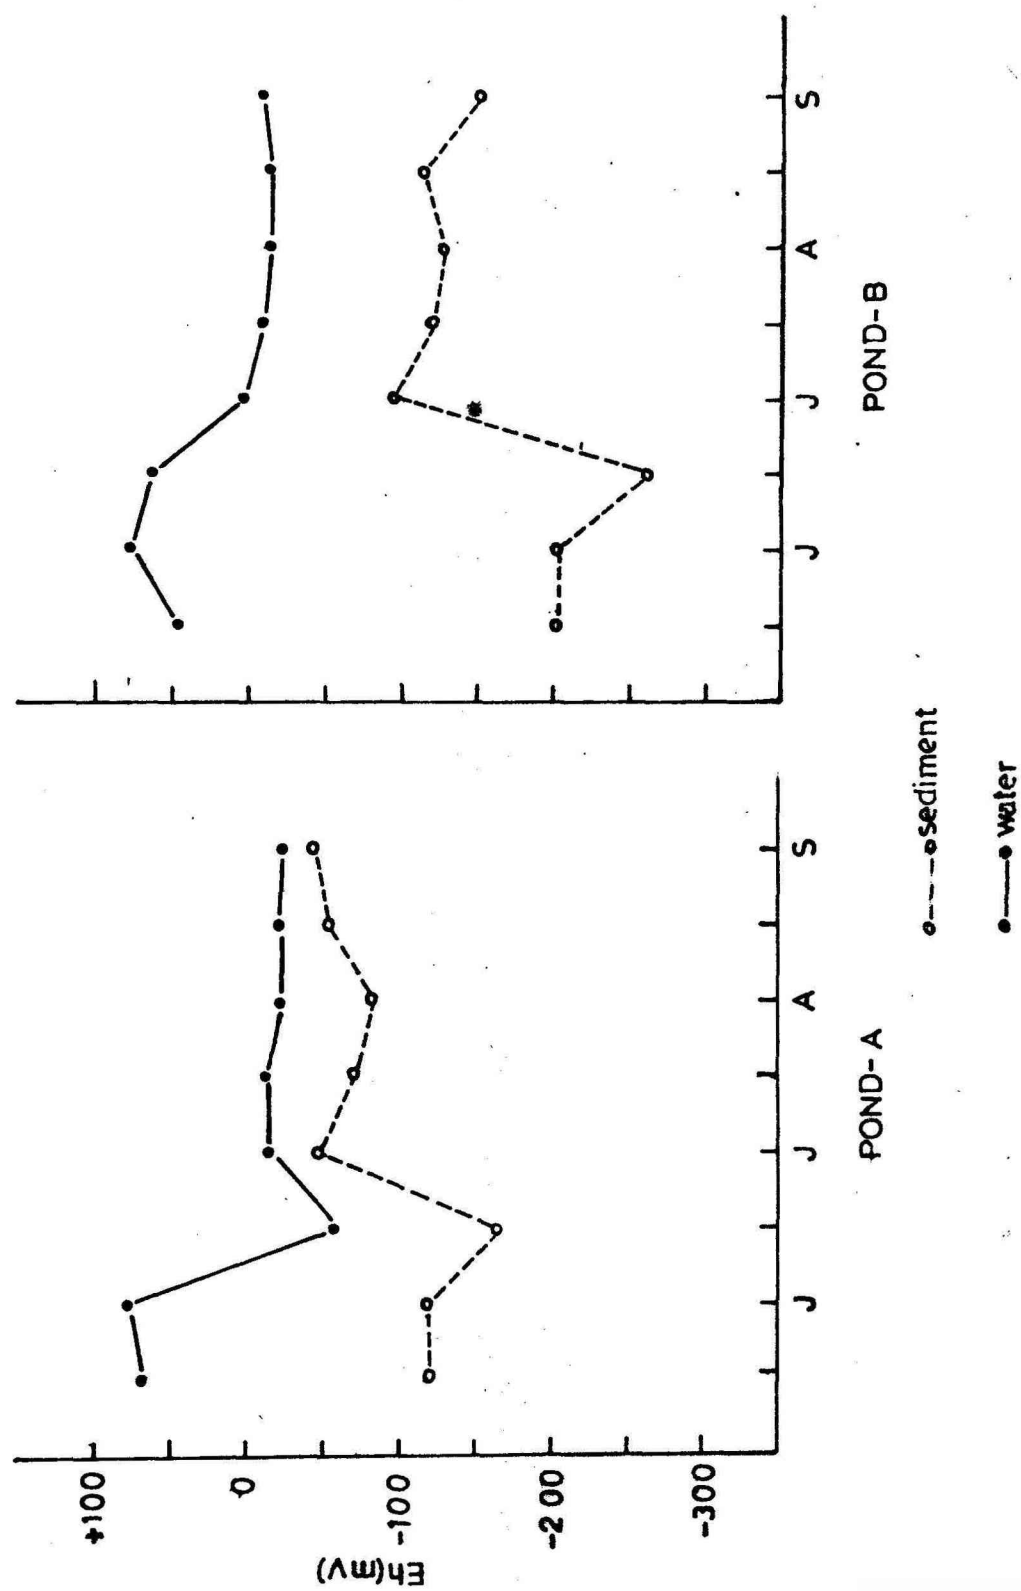 Eh(mv)
+100
0
-100
-200
-300
J J A S
POND-A
J J A S
POND-B
sediment
water